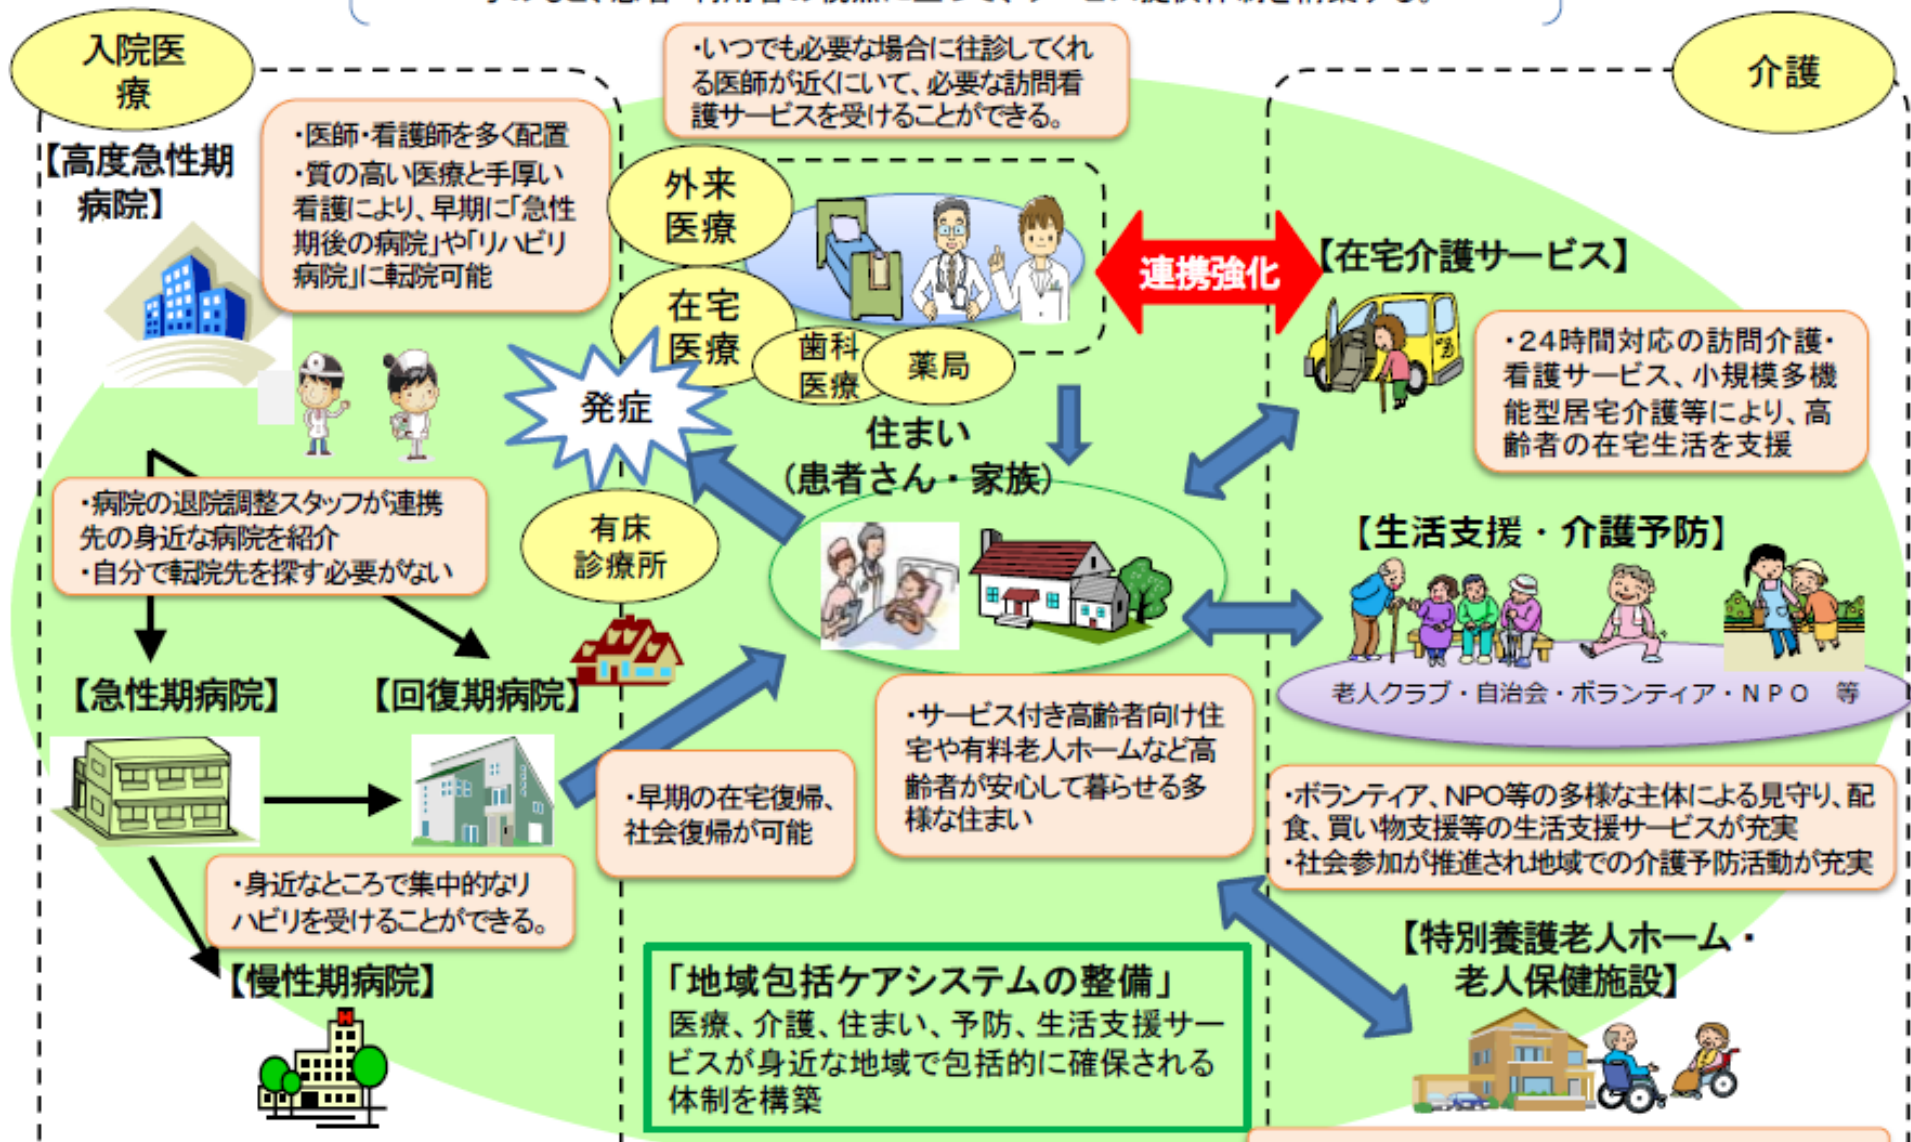 入院医
療
介護
・いつでも必要な場合に往診してくれ
る医師が近くにいて、必要な訪問看
護サービスを受けることができる。
【高度急性期
病院】
・医師・看護師を多く配置
・質の高い医療と手厚い
看護により、早期に「急性
期後の病院」や「リハビリ
病院」に転院可能
外来
医療
在宅
医療
歯科
医療
薬局
連携強化
【在宅介護サービス】
・24時間対応の訪問介護・
看護サービス、小規模多機
能型居宅介護等により、高
齢者の在宅生活を支援
発症
住まい
(患者さん・家族)
・病院の退院調整スタッフが連携
先の身近な病院を紹介
・自分で転院先を探す必要がない
有床
診療所
【生活支援・介護予防】
老人クラブ・自治会・ボランティア・NPO 等
【急性期病院】
【回復期病院】
・早期の在宅復帰、
社会復帰が可能
・サービス付き高齢者向け住
宅や有料老人ホームなど高
齢者が安心して暮らせる多
様な住まい
・ボランティア、NPO等の多様な主体による見守り、配
食、買い物支援等の生活支援サービスが充実
・社会参加が推進され地域での介護予防活動が充実
・身近なところで集中的なリ
ハビリを受けることができる。
【慢性期病院】
H
「地域包括ケアシステムの整備」
医療、介護、住まい、予防、生活支援サー
ビスが身近な地域で包括的に確保される
体制を構築
【特別養護老人ホーム・
老人保健施設】